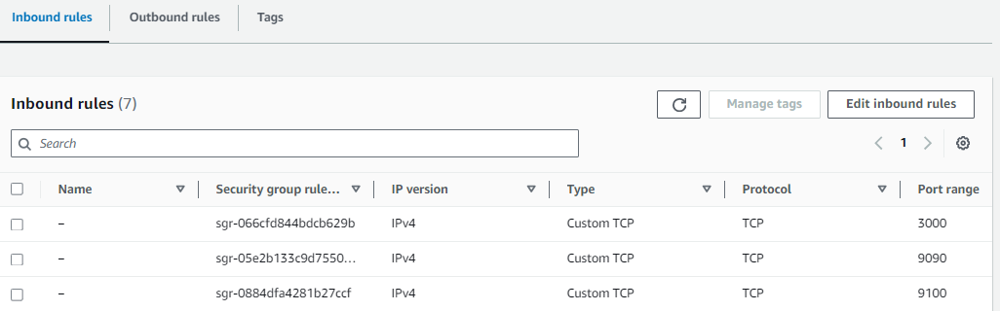 Inbound rules Outbound rules Tags
Inbound rules (7) Manage tags Edit inbound rules
Search 1
Name Security group rule... IP version Type Protocol Port range
– sgr-066cfd844bdcb629b IPv4 Custom TCP TCP 3000
– sgr-05e2b133c9d7550... IPv4 Custom TCP TCP 9090
– sgr-0884dfa4281b27ccf IPv4 Custom TCP TCP 9100